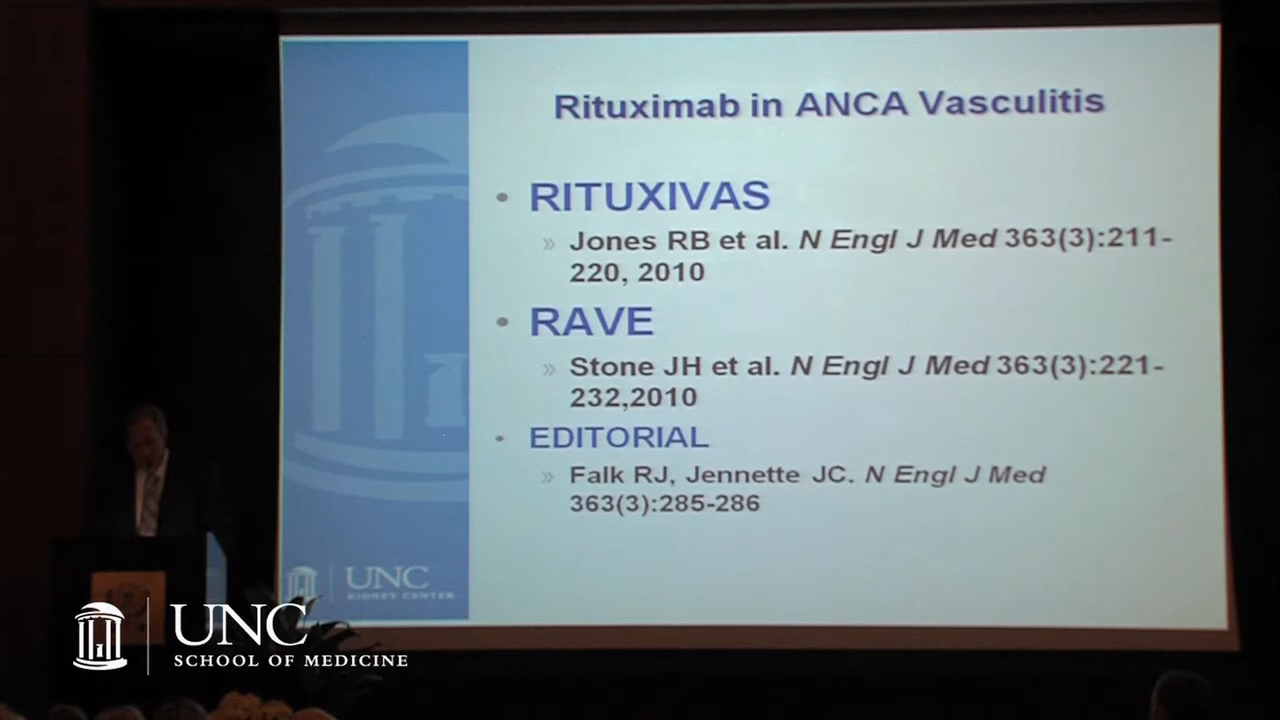 Rituximab in ANCA Vasculitis
• RITUXIVAS
» Jones RB et al. N Engl J Med 363(3):211-
220, 2010
• RAVE
» Stone JH et al. N Engl J Med 363(3):221-
232,2010
• EDITORIAL
» Falk RJ, Jennette JC. N Engl J Med
363(3):285-286
UNC
KIDNEY CENTER
UNC
SCHOOL OF MEDICINE